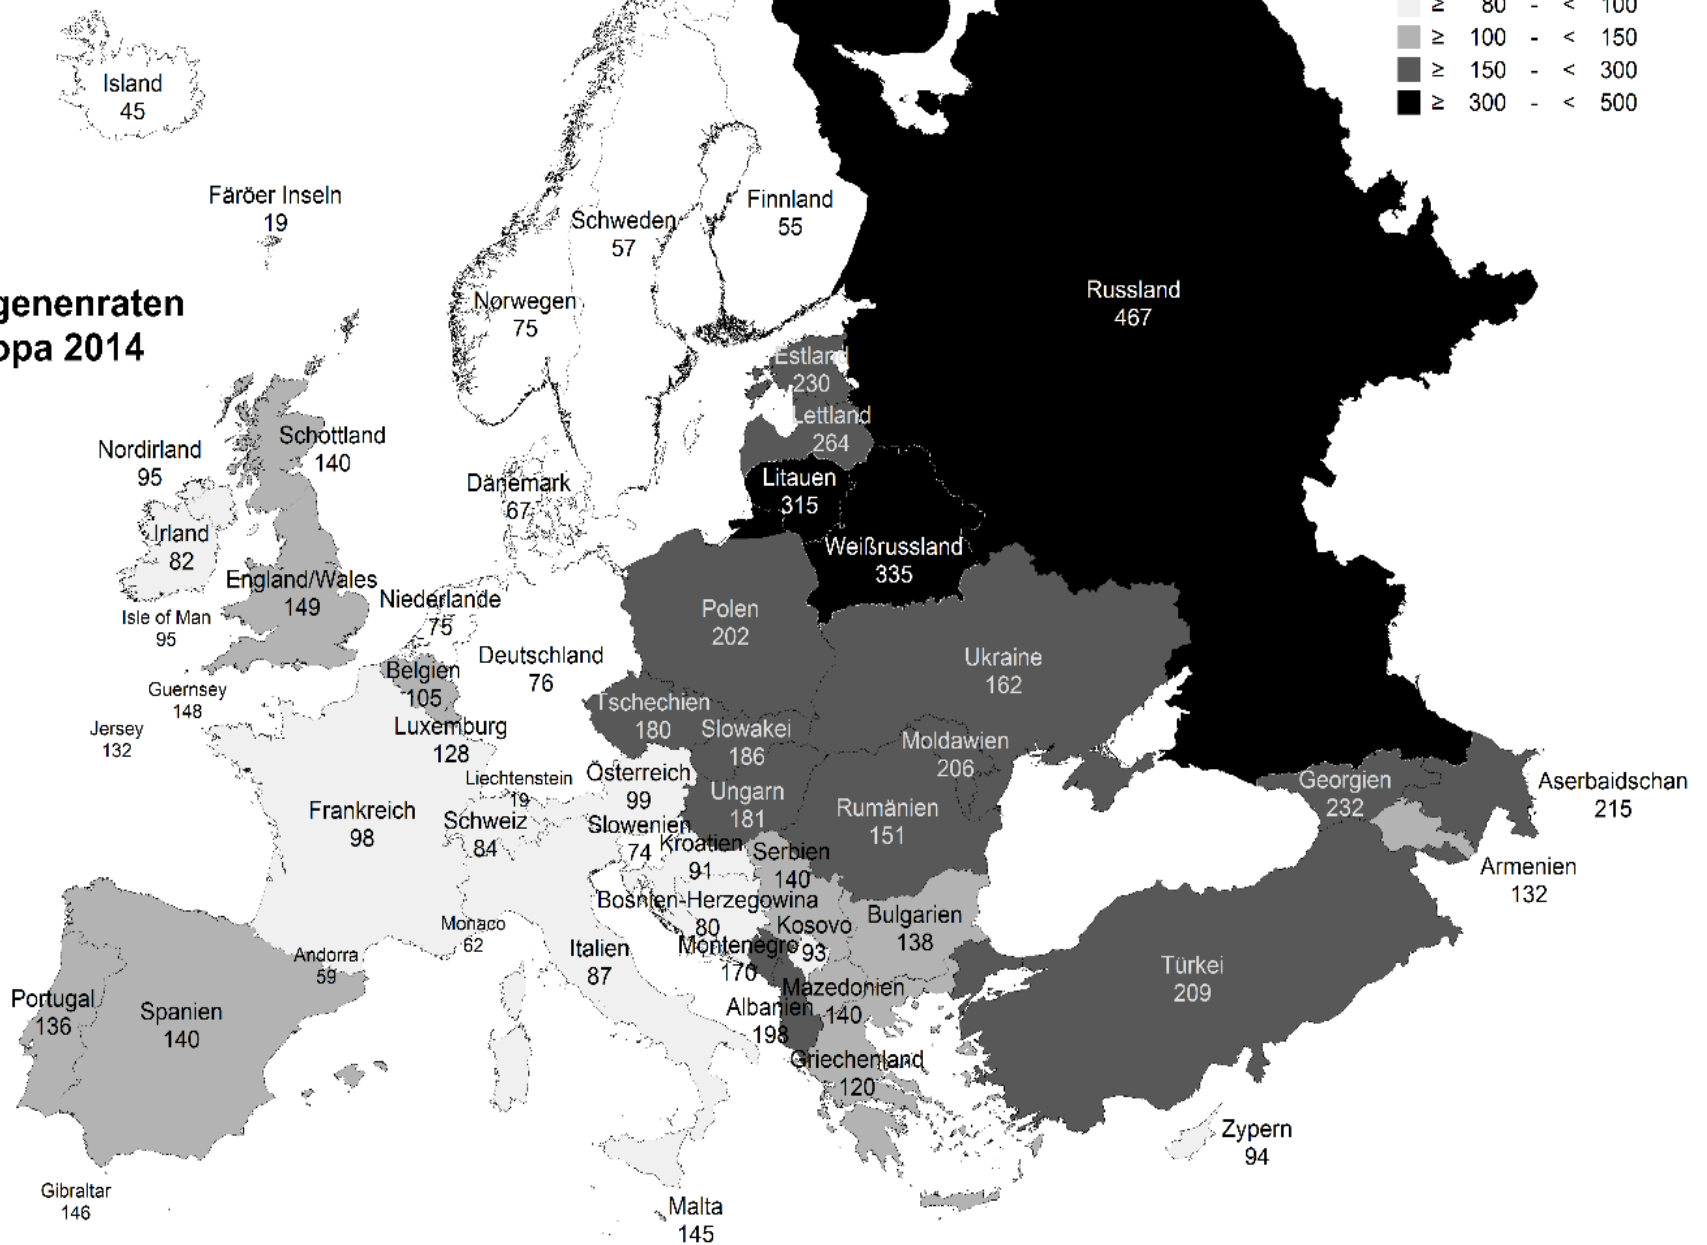 ≥ 80 - < 100
≥ 100 - < 150
≥ 150 - < 300
≥ 300 - < 500
Island
45
Färöer Inseln
19
Schweden
57
Finnland
55
Norwegen
75
Russland
467
genenraten
opa 2014
Estland
230
Lettland
264
Schottland
140
Nordirland
95
Litauen
315
Dänemark
67
Irland
82
Weißrussland
335
England/Wales
149
Niederlande
75
Isle of Man
95
Polen
202
Deutschland
76
Ukraine
162
Belgien
105
Guernsey
148
Jersey
132
Tschechien
180
Luxemburg
128
Slowakei
186
Moldawien
206
Liechtenstein
19
Österreich
99
Georgien
232
Aserbaidschan
215
Ungarn
181
Rumänien
151
Frankreich
98
Schweiz
84
Slowenien
74
Kroatien
91
Serbien
140
Armenien
132
Bosnien-Herzegowina
80
Kosovo
93
Bulgarien
138
Monaco
62
Italien
87
Montenegro
170
Andorra
59
Türkei
209
Mazedonien
140
Portugal
136
Spanien
140
Albanien
198
Griechenland
120
Zypern
94
Gibraltar
146
Malta
145